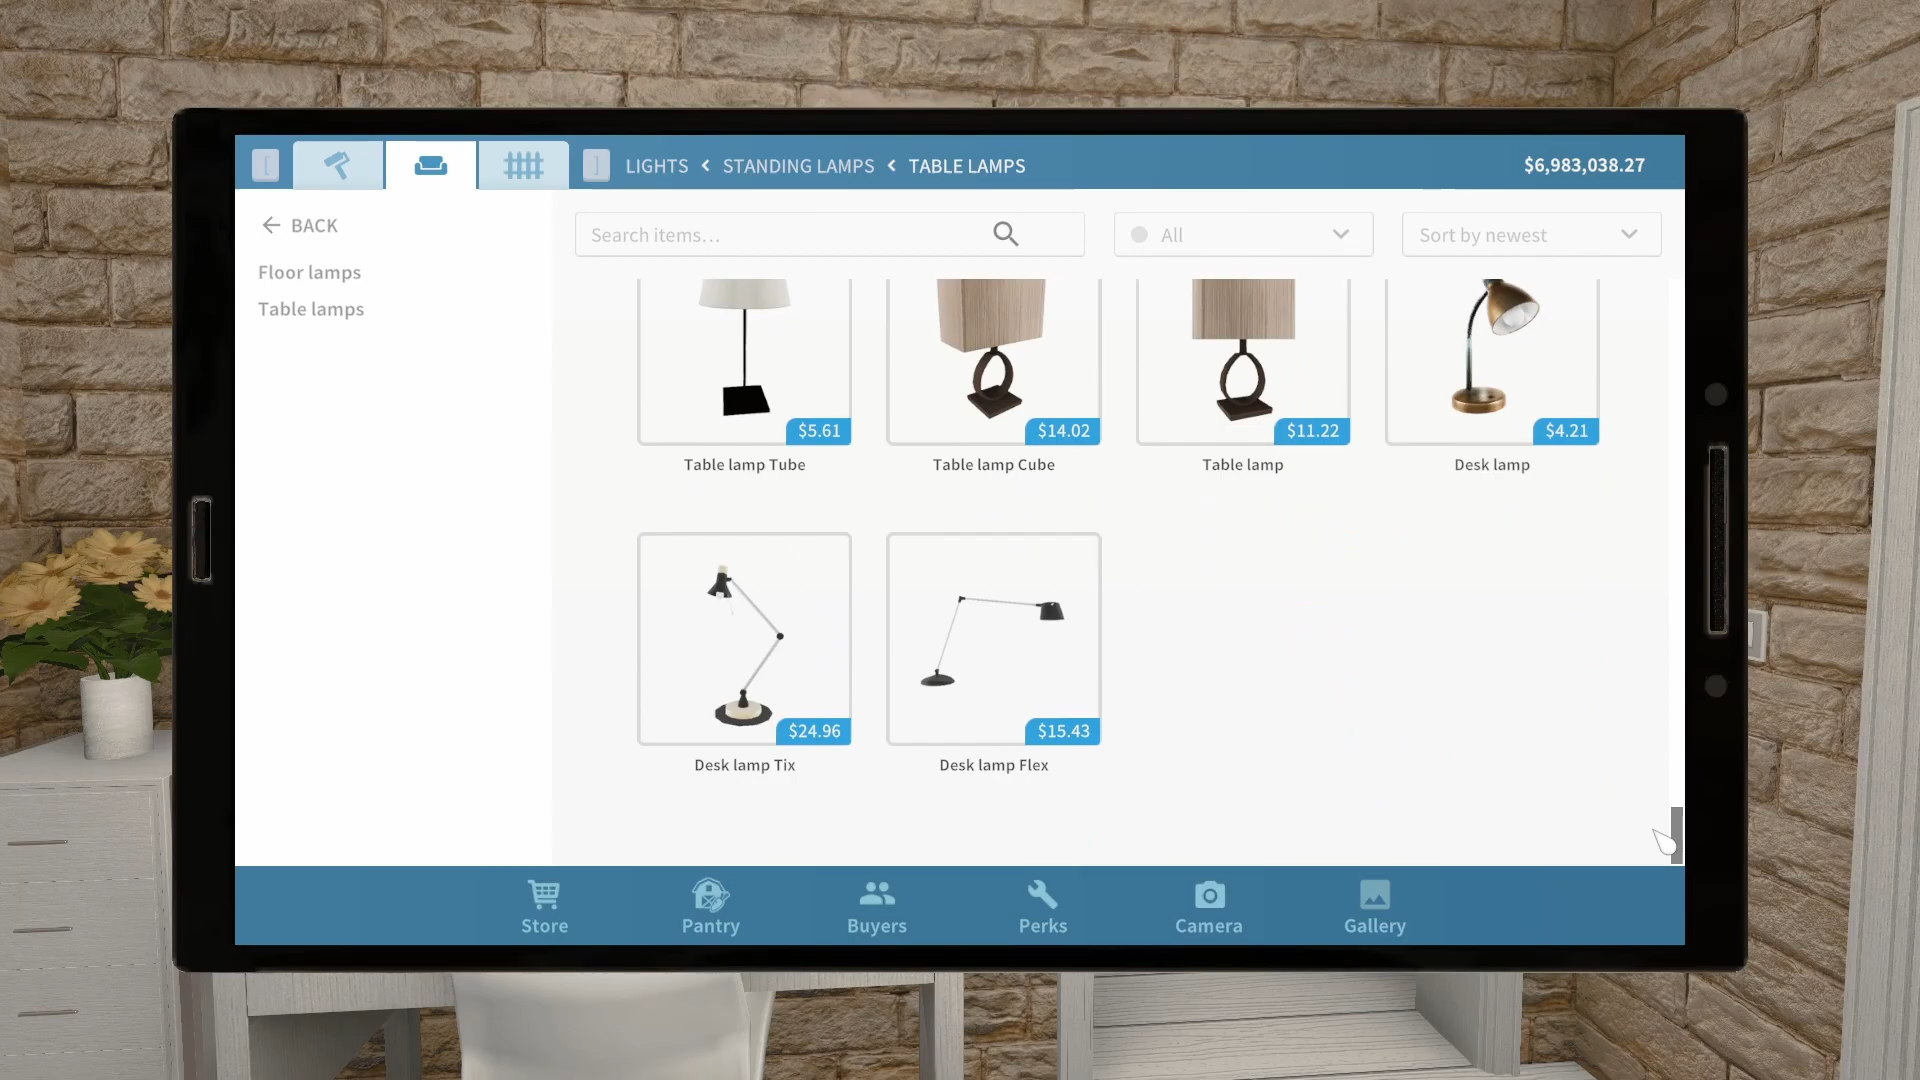 [
]
LIGHTS < STANDING LAMPS < TABLE LAMPS
$6,983,038.27
BACK
Floor lamps
Table lamps
Search items...
All
Sort by newest
$5.61
$14.02
$11.22
$4.21
Table lamp Tube
Table lamp Cube
Table lamp
Desk lamp
$24.96
$15.43
Desk lamp Tix
Desk lamp Flex
Store
Pantry
Buyers
Perks
Camera
Gallery